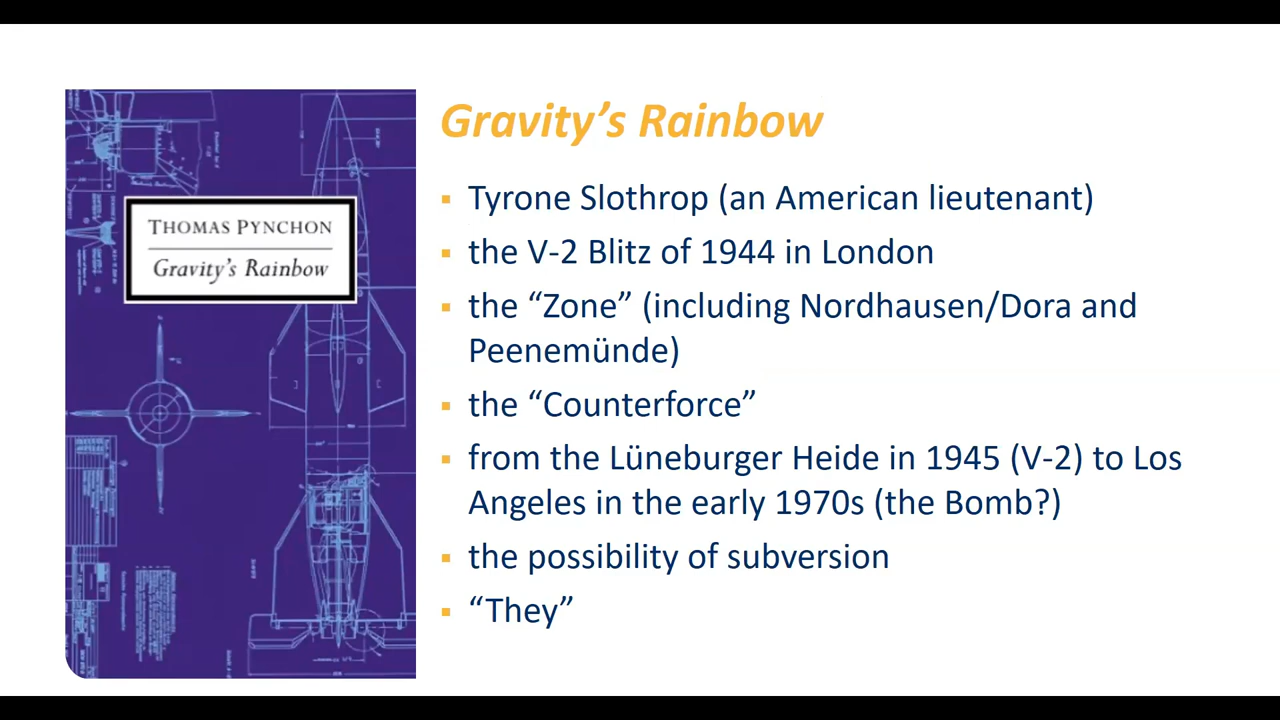 THOMAS PYNCHON
Gravity's Rainbow
Gravity’s Rainbow
▪ Tyrone Slothrop (an American lieutenant)
▪ the V-2 Blitz of 1944 in London
▪ the “Zone” (including Nordhausen/Dora and
Peenemünde)
▪ the “Counterforce”
▪ from the Lüneburger Heide in 1945 (V-2) to Los
Angeles in the early 1970s (the Bomb?)
▪ the possibility of subversion
▪ “They”